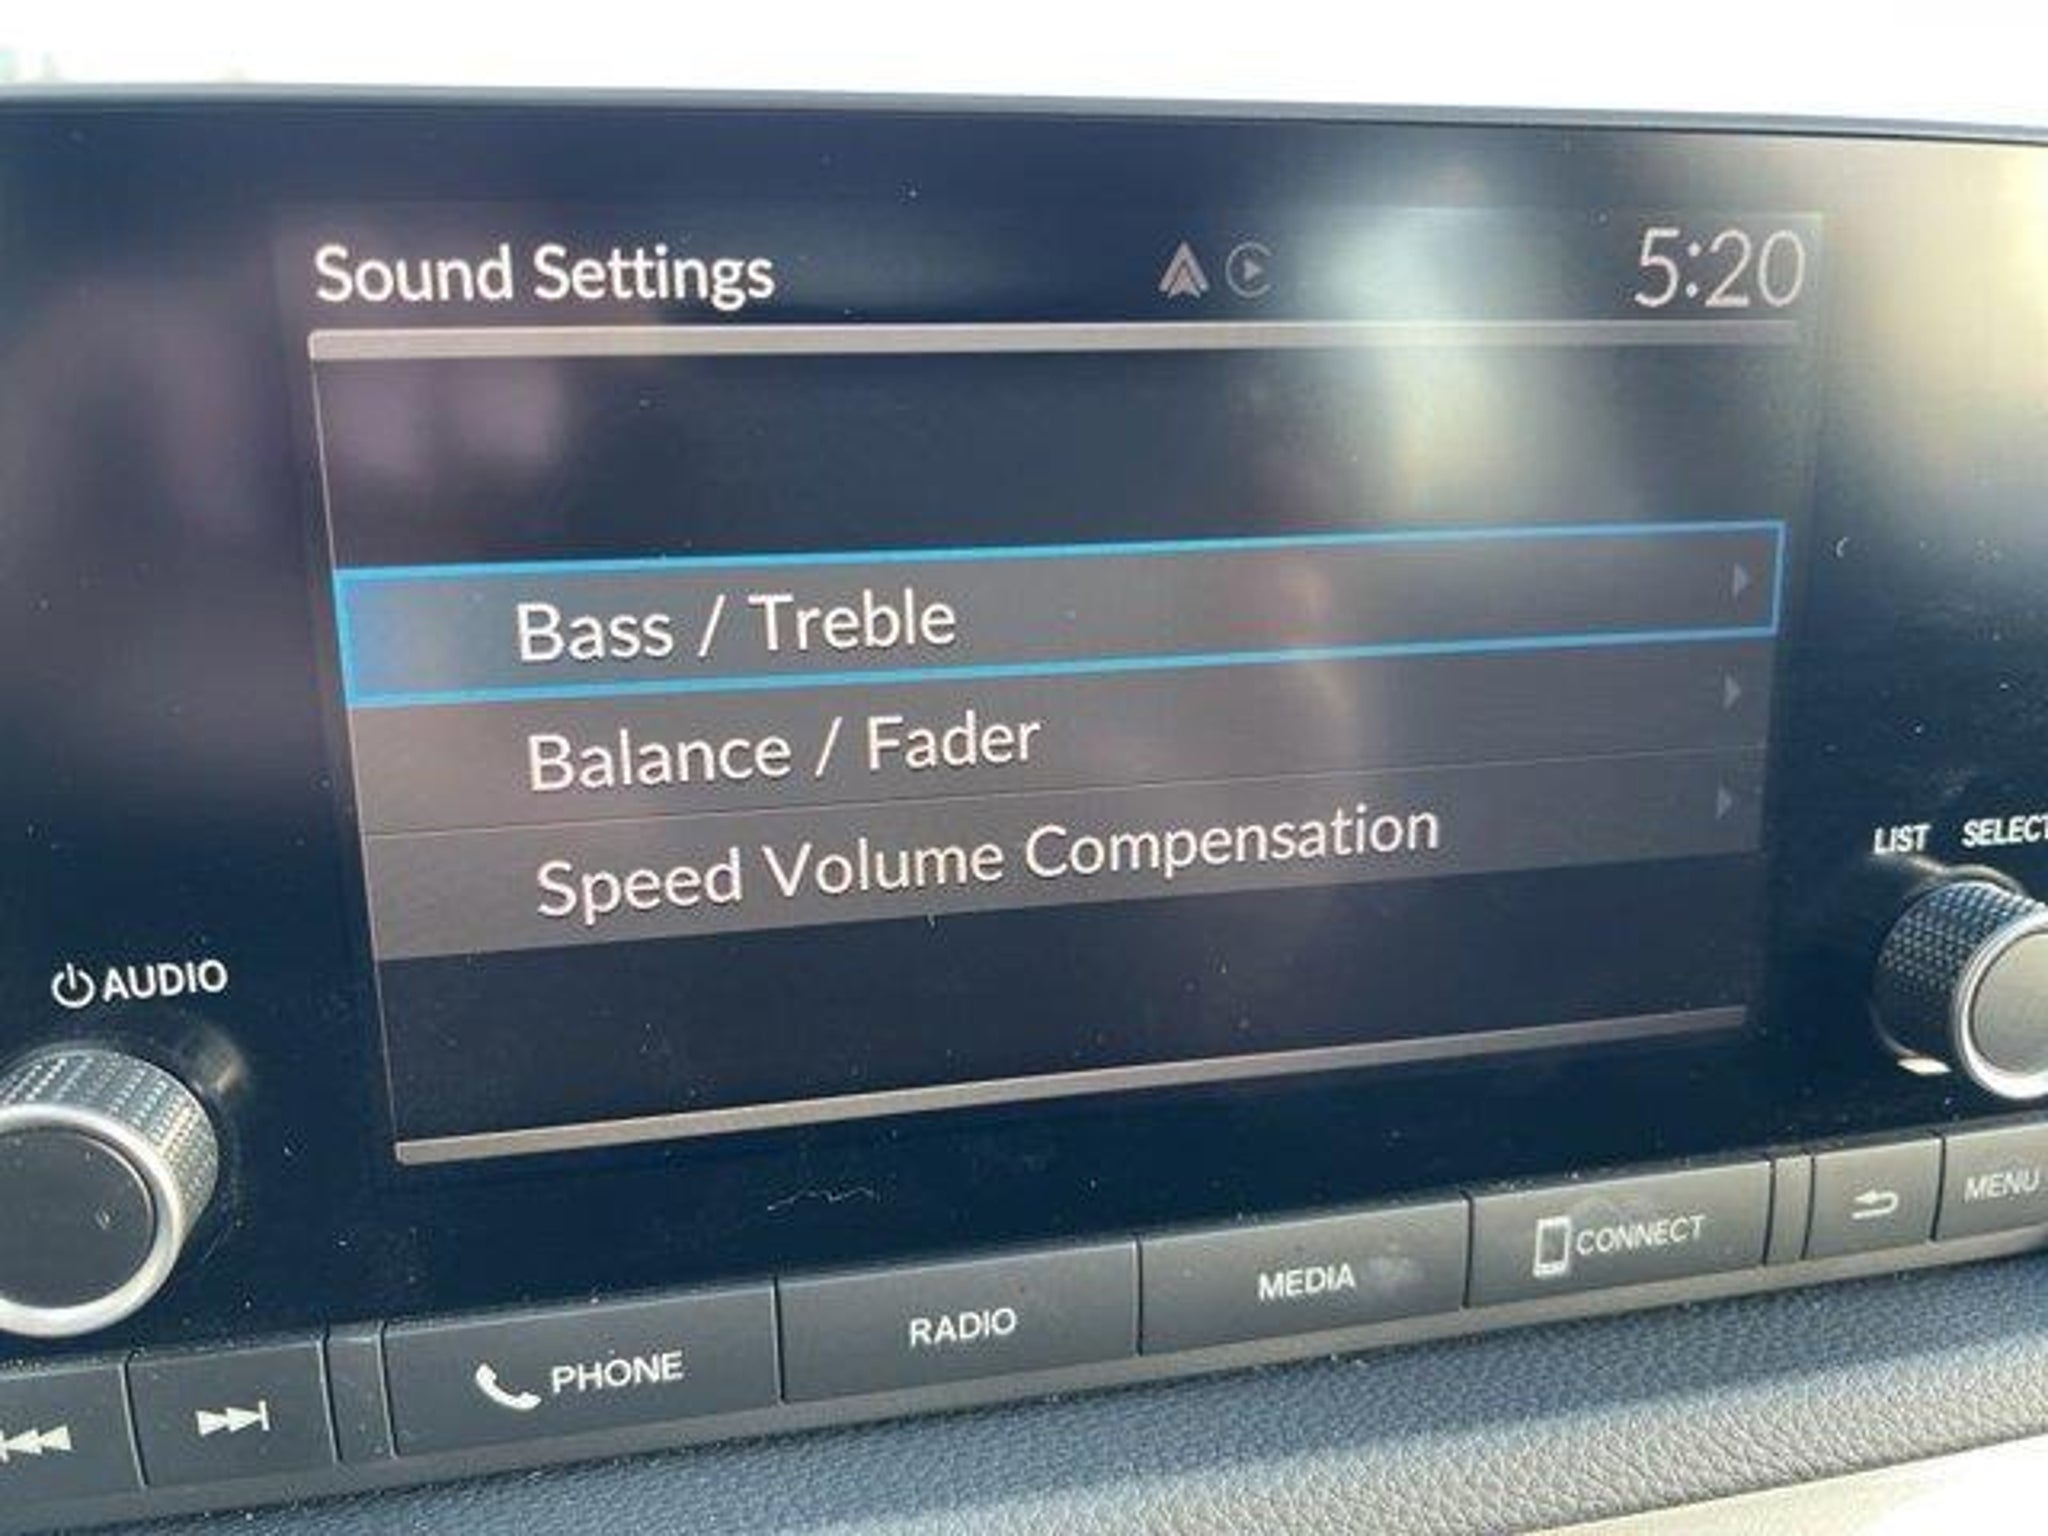 Sound Settings 5:20
Bass / Treble
Balance / Fader
Speed Volume Compensation
LIST SELECT
AUDIO
PHONE RADIO MEDIA CONNECT MENU